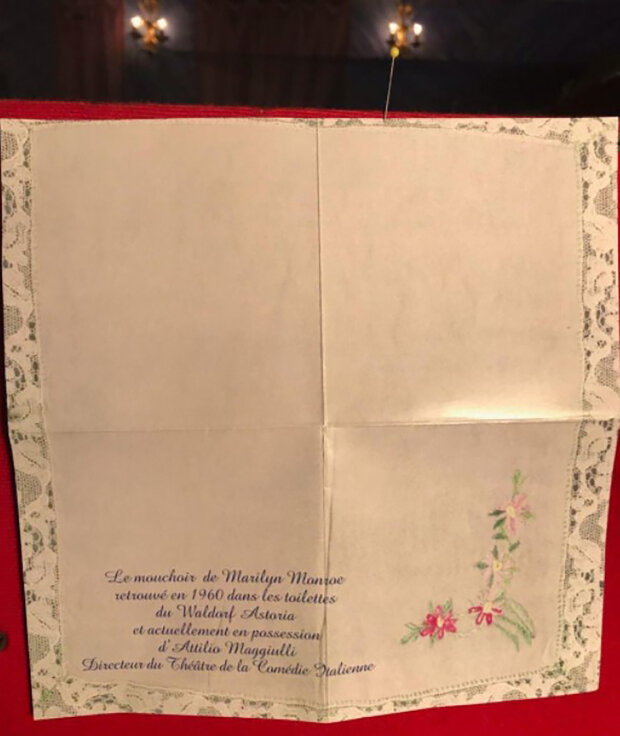 Le mouchoir de Marilyn Monroe
retrouvé en 1960 dans les toilettes
du Waldorf Astoria
et actuellement en possession
d'Attilio Maggiulli
Directeur du Théâtre de la Comédie Italienne